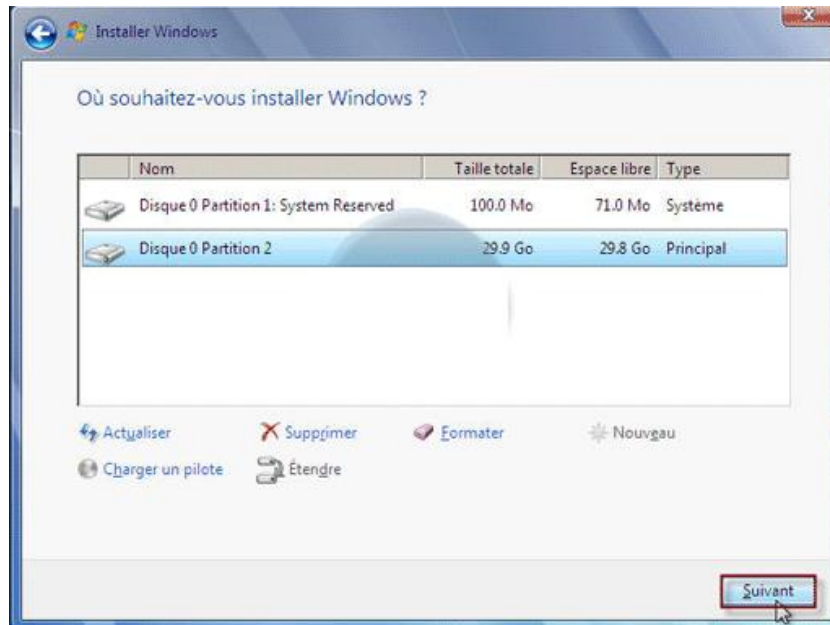 Installer Windows
Où souhaitez-vous installer Windows ?
Nom Taille totale Espace libre Type
Disque 0 Partition 1: System Reserved 100.0 Mo 71.0 Mo Système
Disque 0 Partition 2 29.9 Go 29.8 Go Principal
Actualiser Supprimer Formater Nouveau
Charger un pilote Étendre
Suivant